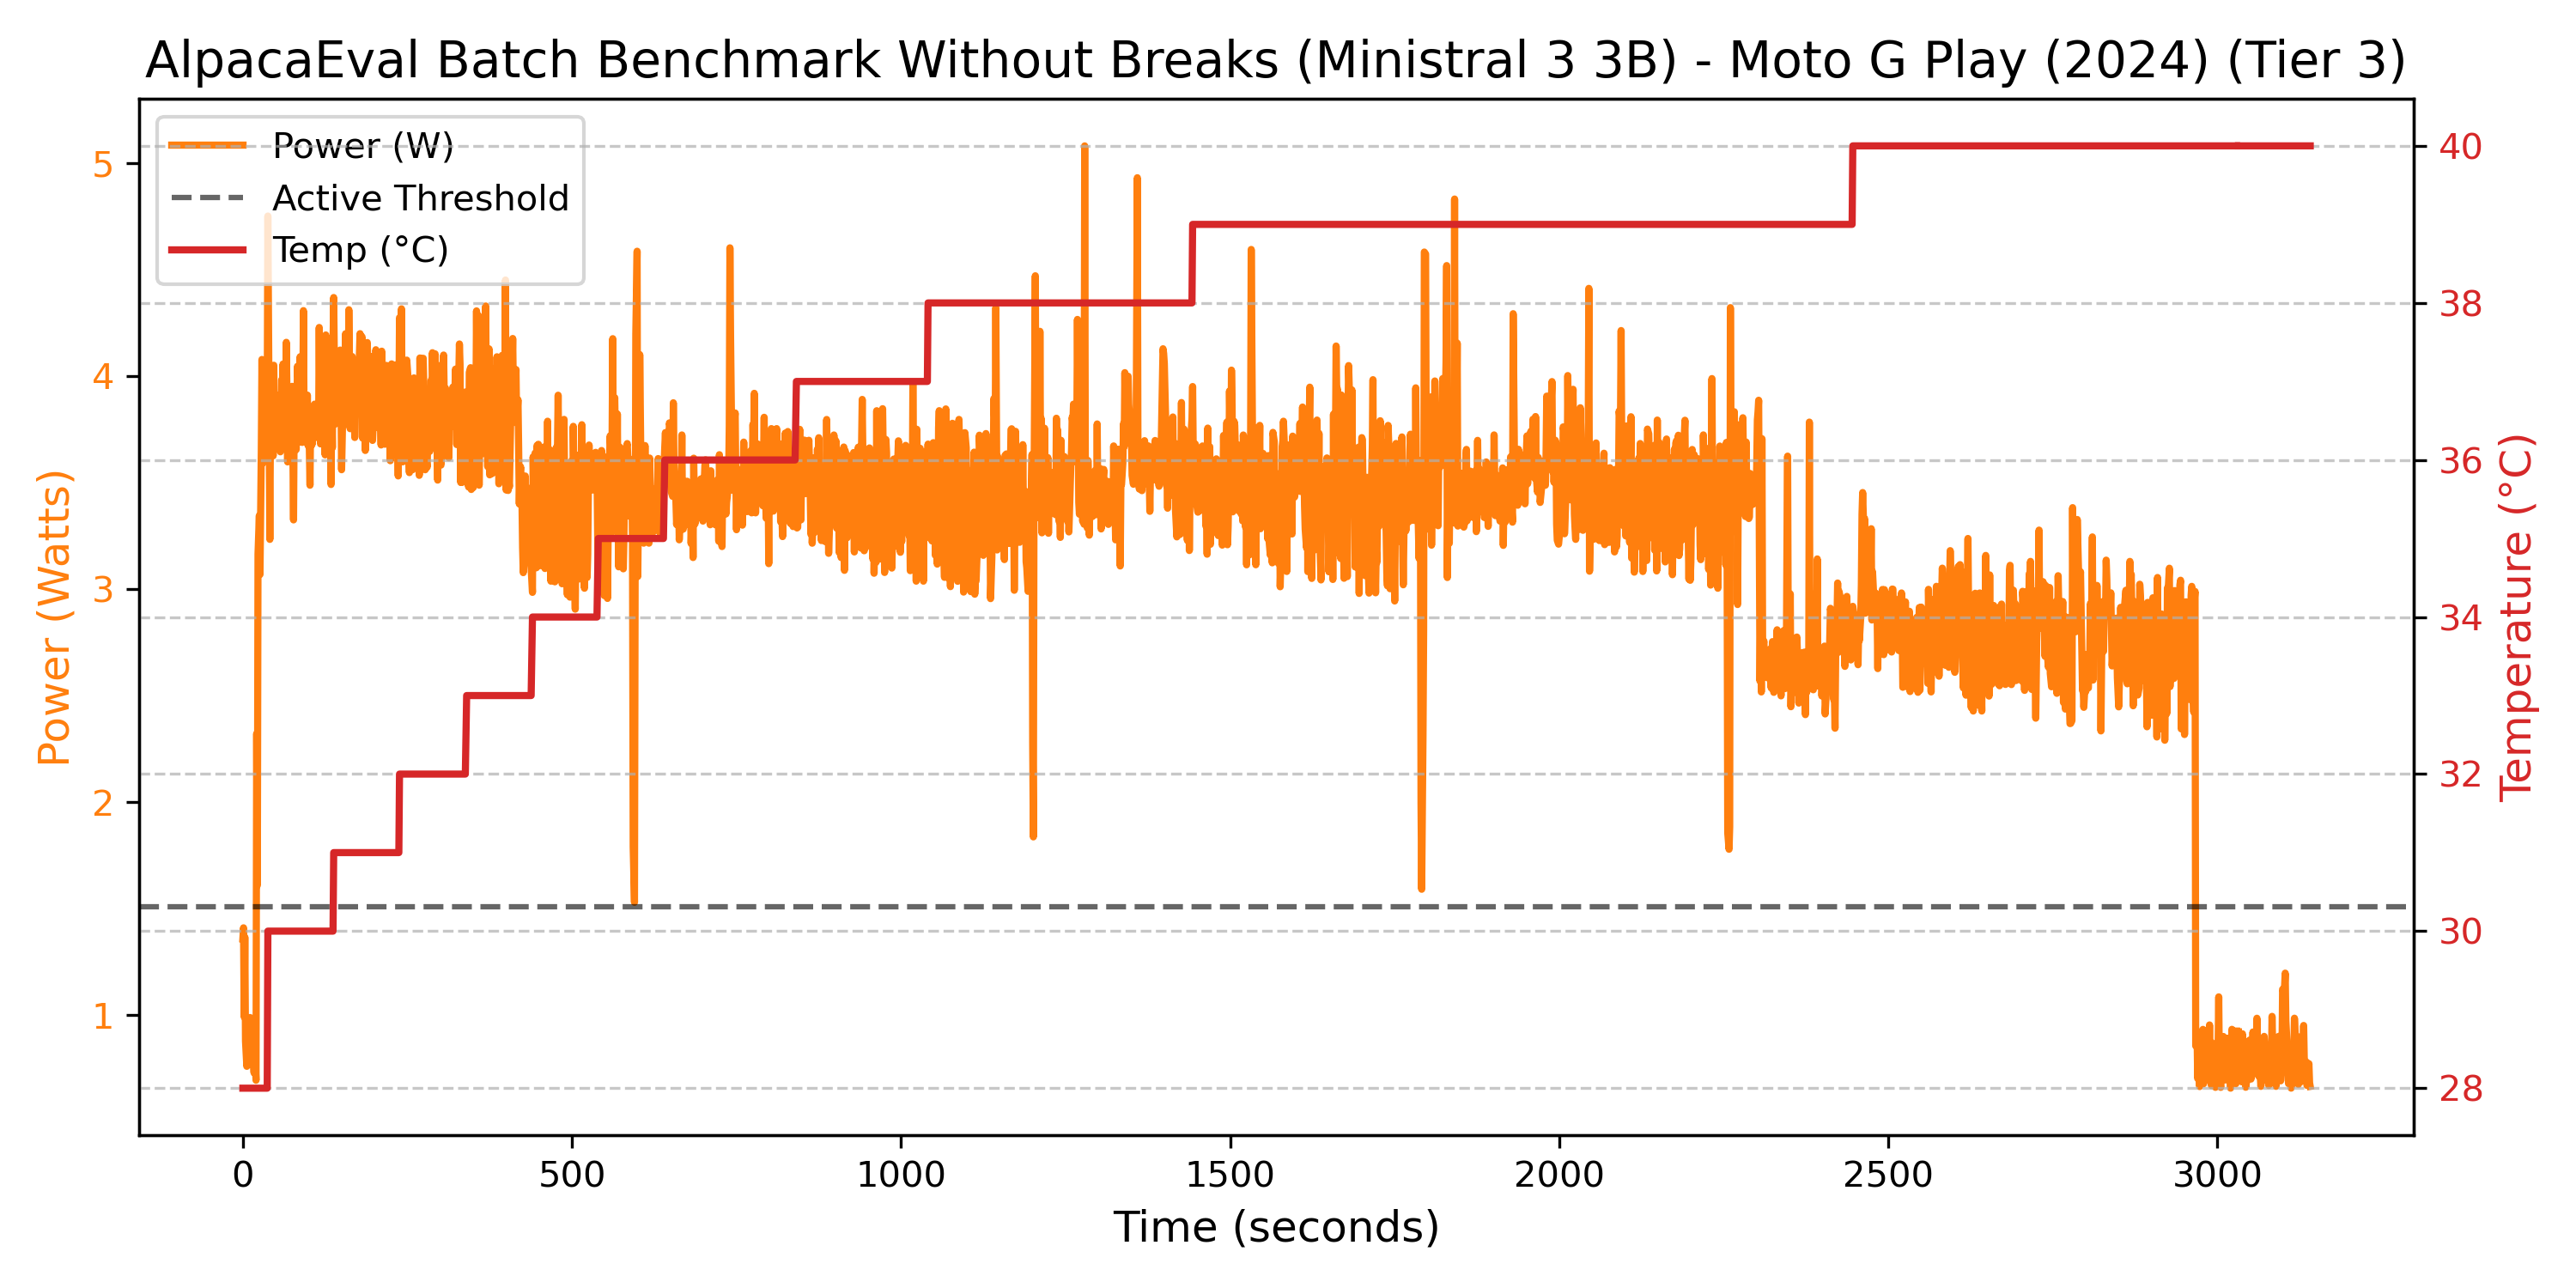 AlpacaEval Batch Benchmark Without Breaks (Ministral 3 3B) - Moto G Play (2024) (Tier 3)
Power (W)
Active Threshold
Temp (°C)
5
4
3
2
1
Power (Watts)
40
38
36
34
32
30
28
Temperature (°C)
0 500 1000 1500 2000 2500 3000
Time (seconds)